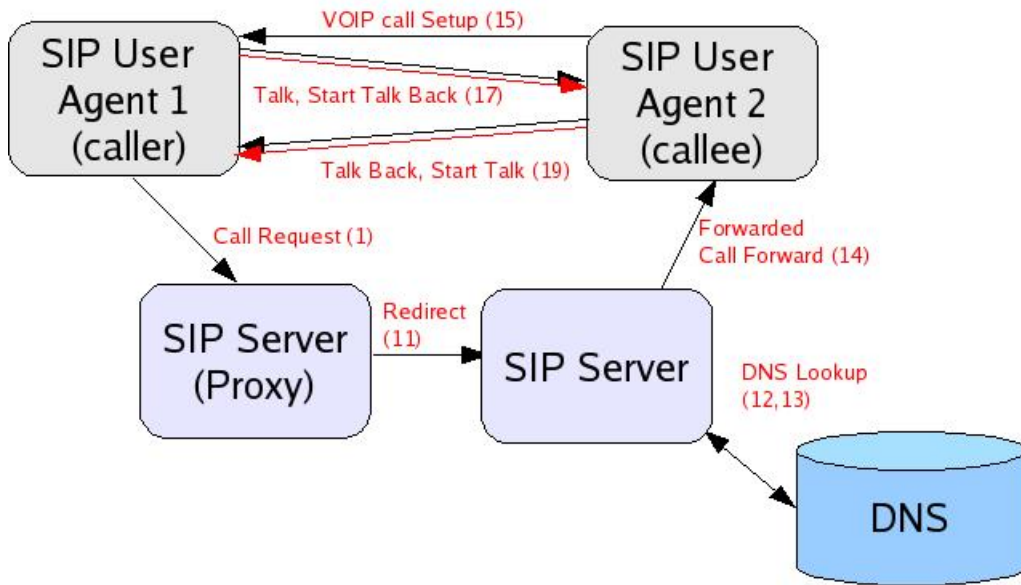 VOIP call Setup (15)
SIP User
Agent 1
(caller)
SIP User
Agent 2
(callee)
Talk, Start Talk Back (17)
Talk Back, Start Talk (19)
Call Request (1)
Forwarded
Call Forward (14)
SIP Server
(Proxy)
Redirect
(11)
SIP Server
DNS Lookup
(12,13)
DNS